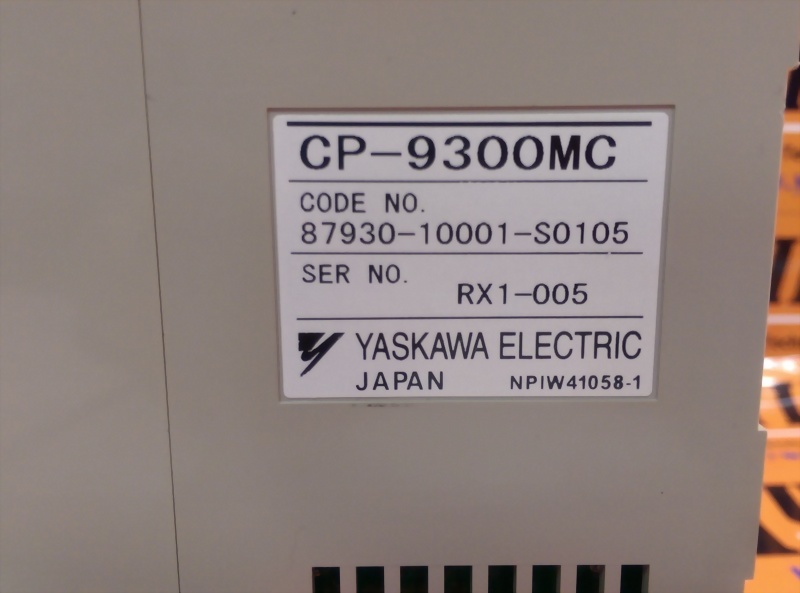 CP-9300MC
CODE NO.
87930-10001-S0105
SER NO.
RX1-005
YASKAWA ELECTRIC
JAPAN NPIW41058-1